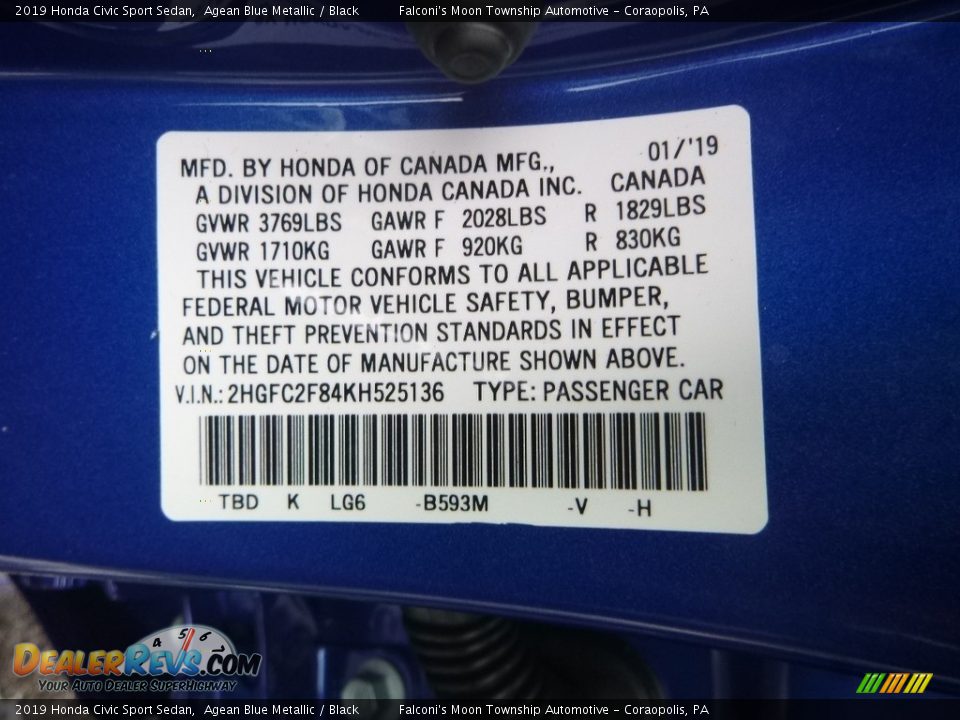 2019 Honda Civic Sport Sedan,  Agean Blue Metallic / Black     Falconi's Moon Township Automotive - Coraopolis, PA
01/'19
MFD. BY HONDA OF CANADA MFG.,
A DIVISION OF HONDA CANADA INC. CANADA
GVWR 3769LBS GAWR F 2028LBS R 1829LBS
GVWR 1710KG GAWR F 920KG R 830KG
THIS VEHICLE CONFORMS TO ALL APPLICABLE
FEDERAL MOTOR VEHICLE SAFETY, BUMPER,
AND THEFT PREVENTION STANDARDS IN EFFECT
ON THE DATE OF MANUFACTURE SHOWN ABOVE.
V.I.N.: 2HGFC2F84KH525136 TYPE: PASSENGER CAR
TBD K LG6 -B593M -V -H
4 5 6
DEALERREVS.COM
YOUR AUTO DEALER SUPERHIGHWAY
2019 Honda Civic Sport Sedan,  Agean Blue Metallic / Black     Falconi's Moon Township Automotive - Coraopolis, PA